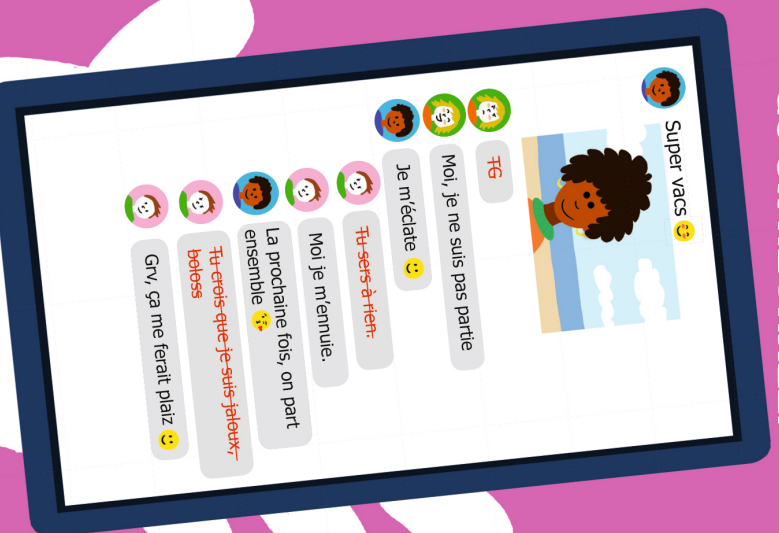 Super vacs 😊
TG
Moi, je ne suis pas partie
Je m'éclate 🙂
Tu sers à rien.
Moi je m'ennuie.
La prochaine fois, on part
ensemble 😘
Tu crois que je suis jaloux,
boloss
Grv, ça me ferait plaiz 🙂